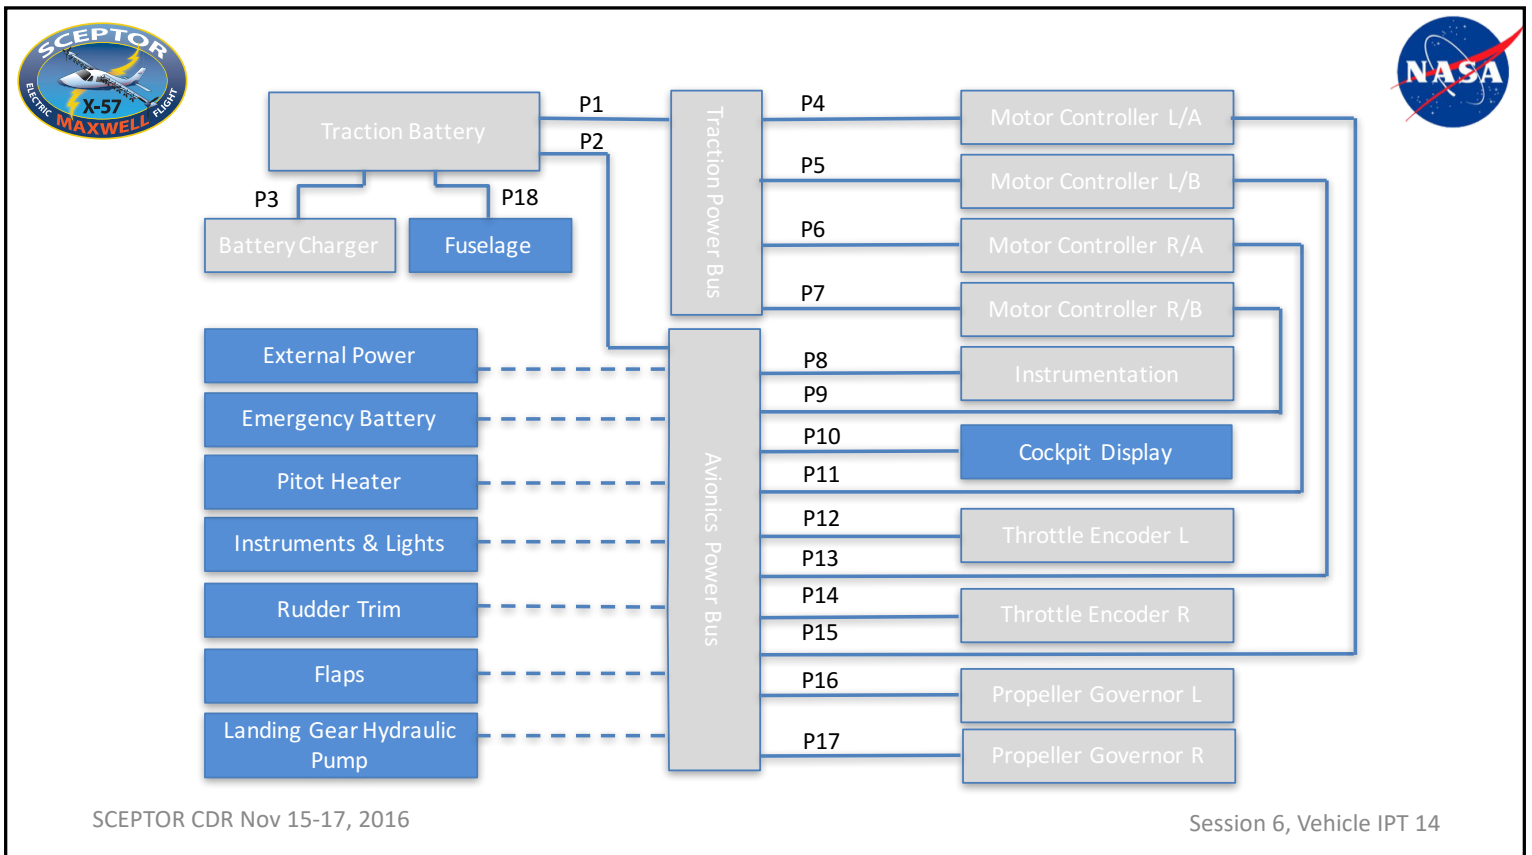 SCEPTOR
ELECTRIC
X-57
FLIGHT
MAXWELL
NASA
Traction Battery
P1
P2
P3
P18
Battery Charger
Fuselage
Traction Power Bus
P4
Motor Controller L/A
P5
Motor Controller L/B
P6
Motor Controller R/A
P7
Motor Controller R/B
External Power
Emergency Battery
Pitot Heater
Instruments & Lights
Rudder Trim
Flaps
Landing Gear Hydraulic
Pump
Avionics Power Bus
P8
Instrumentation
P9
P10
Cockpit Display
P11
P12
Throttle Encoder L
P13
P14
Throttle Encoder R
P15
P16
Propeller Governor L
P17
Propeller Governor R
SCEPTOR CDR Nov 15-17, 2016
Session 6, Vehicle IPT 14